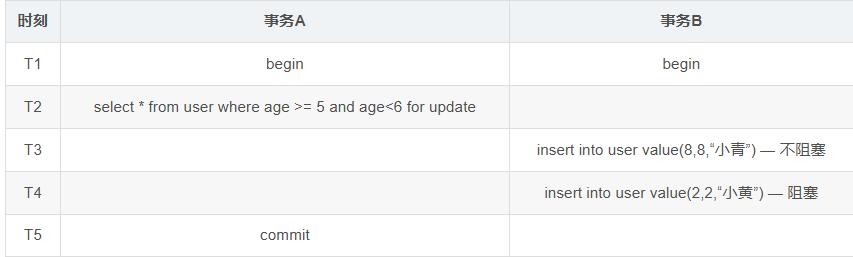 时刻 事务A 事务B
T1 begin begin
T2 select * from user where age >= 5 and age<6 for update
T3 insert into user value(8,8,“小青”) — 不阻塞
T4 insert into user value(2,2,“小黄”) — 阻塞
T5 commit